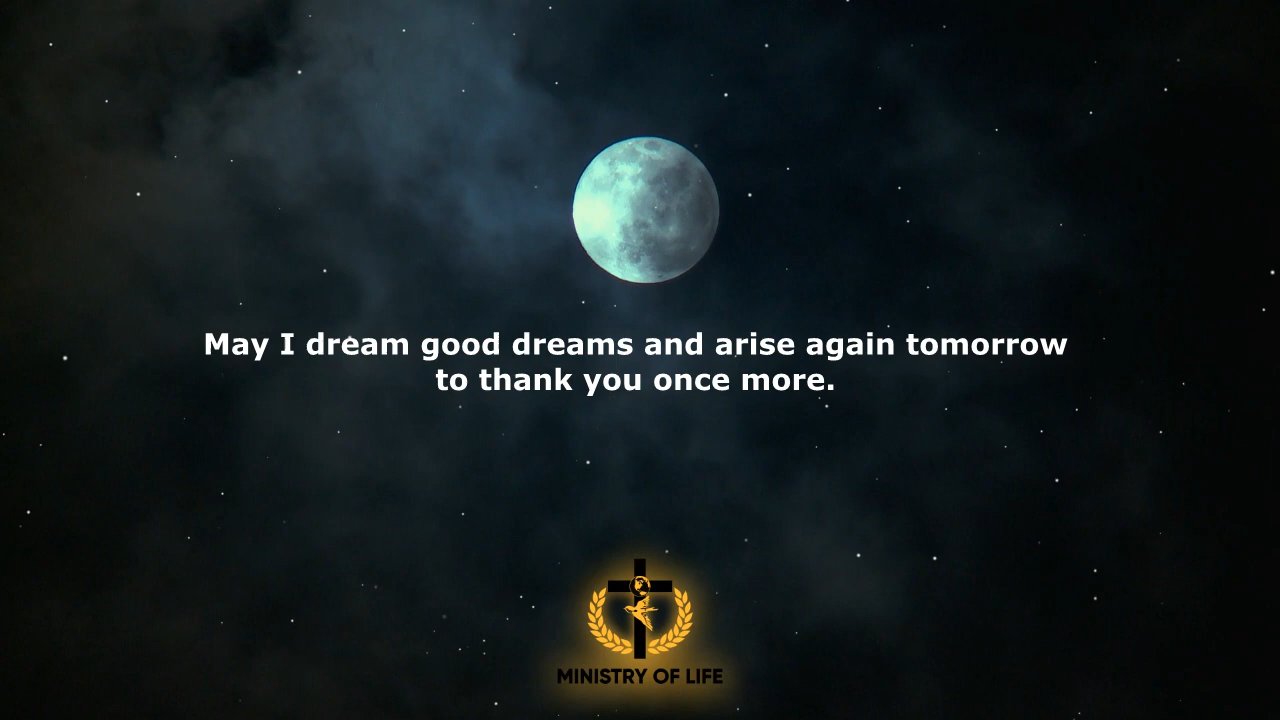 May I dream good dreams and arise again tomorrow
to thank you once more.
MINISTRY OF LIFE